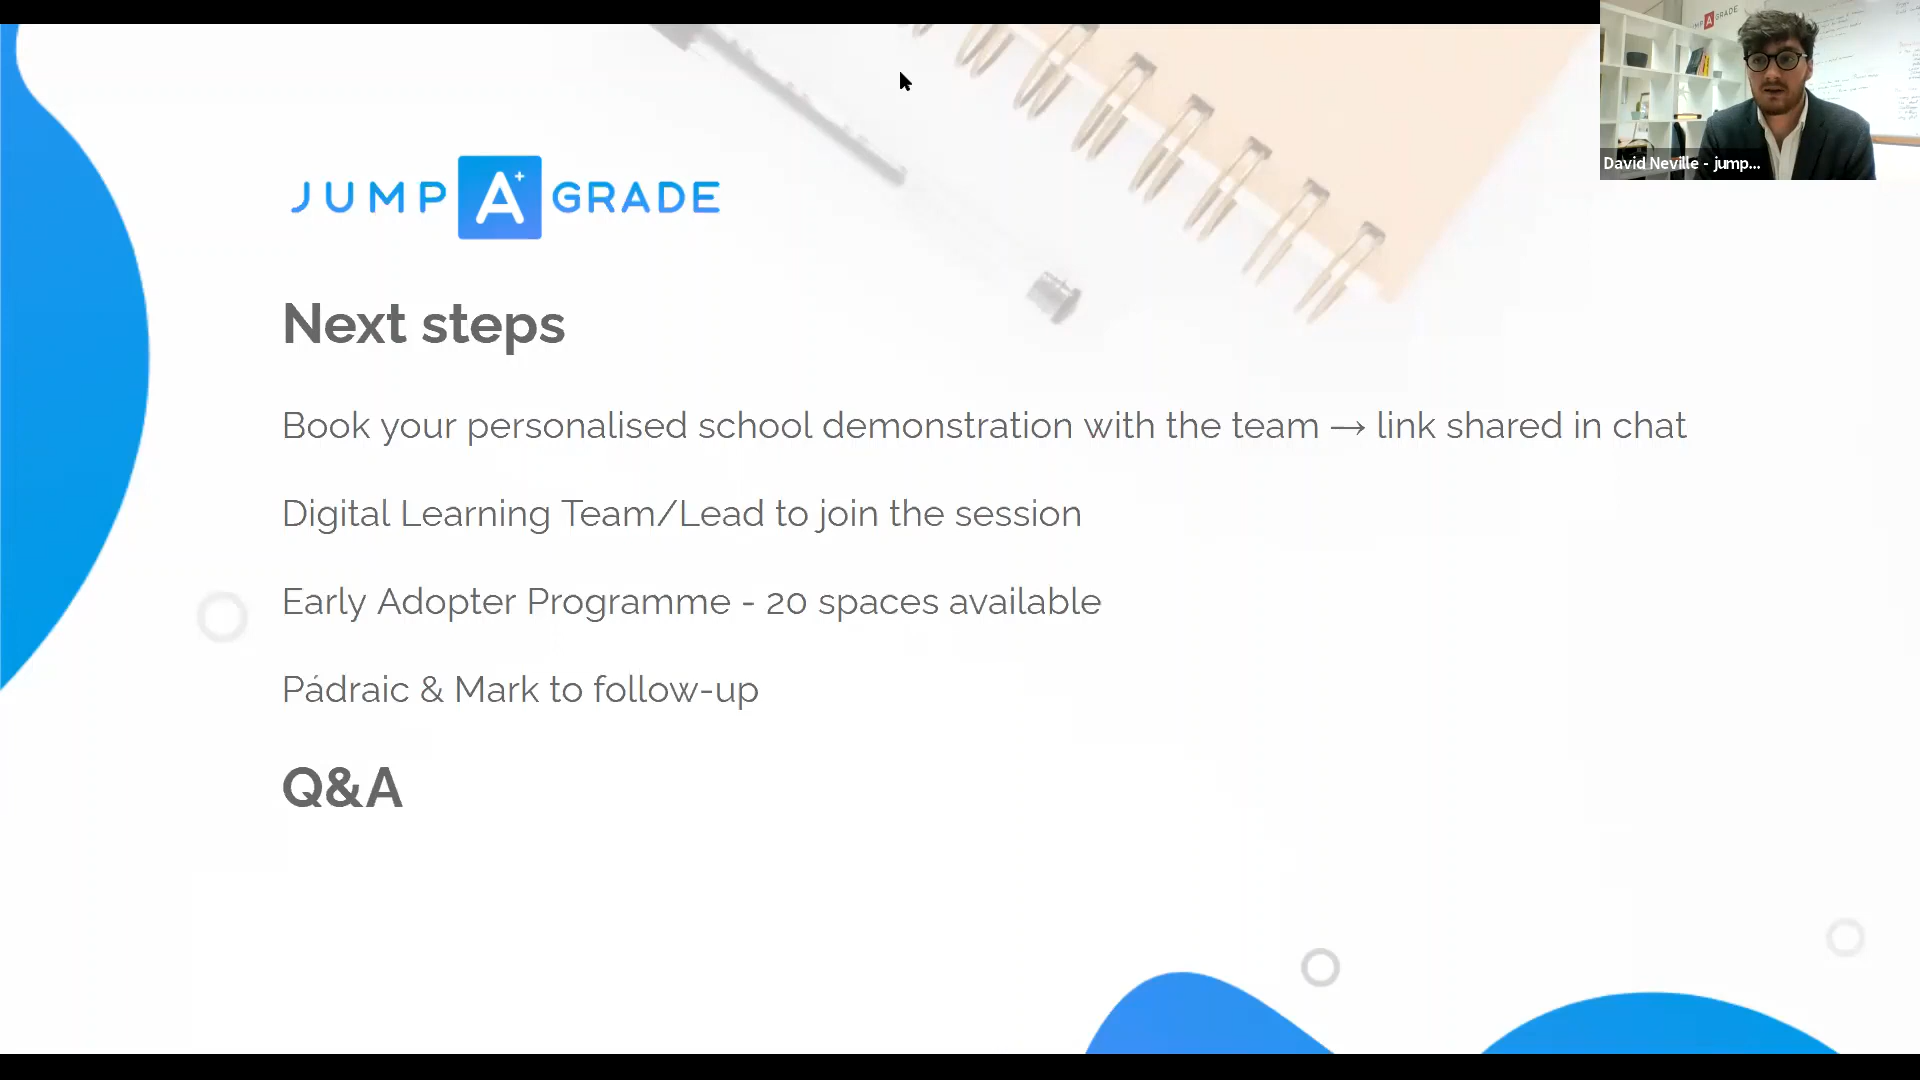 JUMP A+ GRADE
Next steps
Book your personalised school demonstration with the team → link shared in chat
Digital Learning Team/Lead to join the session
Early Adopter Programme - 20 spaces available
Pádraic & Mark to follow-up
Q&A
JUMP A GRADE
David Neville - jump...